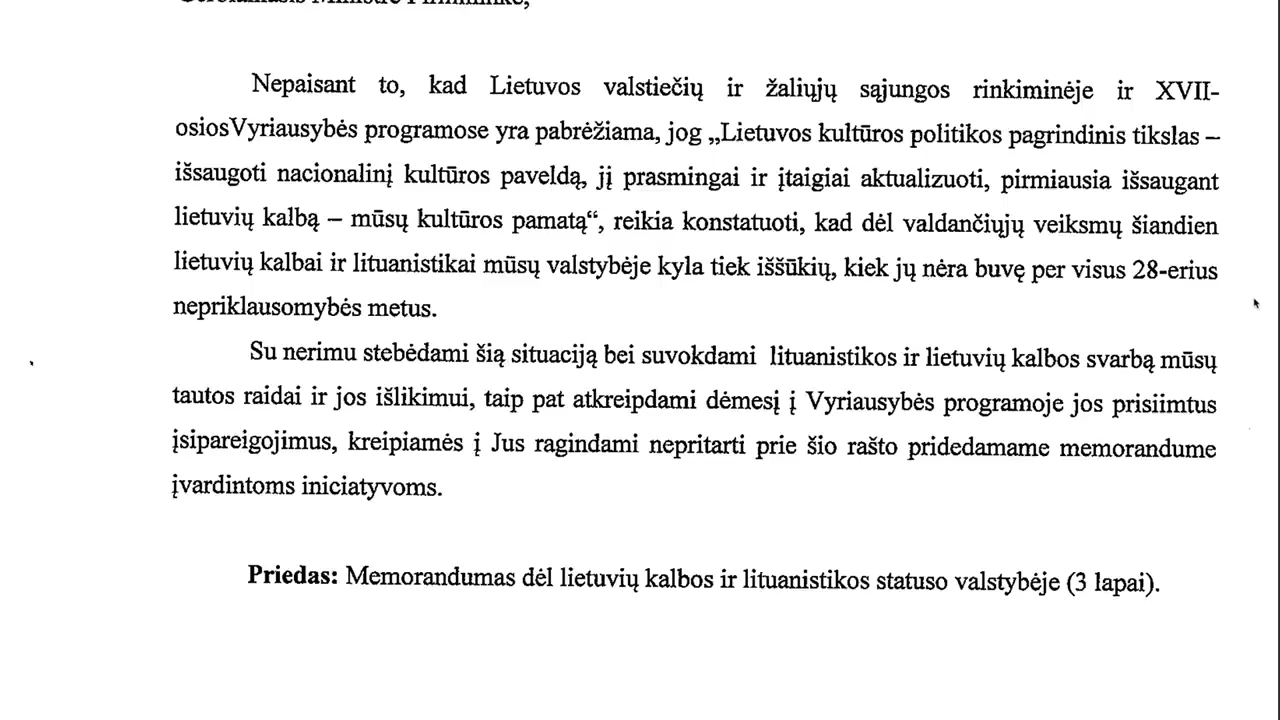 Nepaisant to, kad Lietuvos valstiečių ir žaliųjų sąjungos rinkiminėje ir XVII-
osiosVyriausybės programose yra pabrėžiama, jog „Lietuvos kultūros politikos pagrindinis tikslas –
išsaugoti nacionalinį kultūros paveldą, jį prasmingai ir įtaigiai aktualizuoti, pirmiausia išsaugant
lietuvių kalbą – mūsų kultūros pamatą“, reikia konstatuoti, kad dėl valdančiųjų veiksmų šiandien
lietuvių kalbai ir lituanistikai mūsų valstybėje kyla tiek iššūkių, kiek jų nėra buvę per visus 28-erius
nepriklausomybės metus.
Su nerimu stebėdami šią situaciją bei suvokdami lituanistikos ir lietuvių kalbos svarbą mūsų
tautos raidai ir jos išlikimui, taip pat atkreipdami dėmesį į Vyriausybės programoje jos prisiimtus
įsipareigojimus, kreipiamės į Jus ragindami nepritarti prie šio rašto pridedamame memorandume
įvardintoms iniciatyvoms.
Priedas: Memorandumas dėl lietuvių kalbos ir lituanistikos statuso valstybėje (3 lapai).